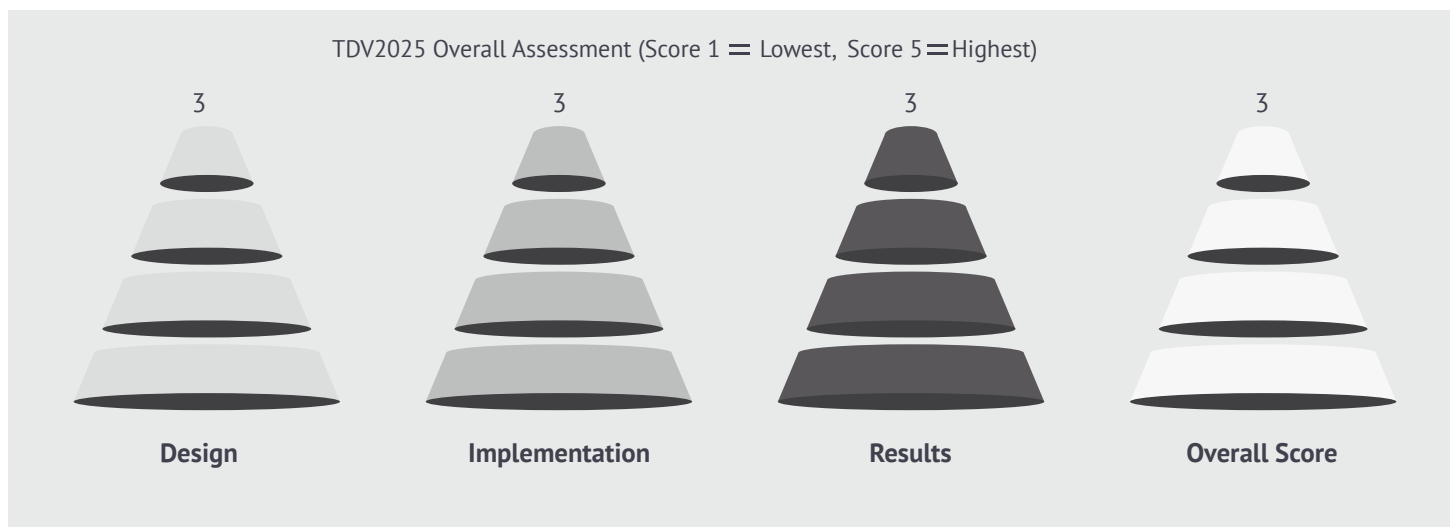 TDV2025 Overall Assessment (Score 1 = Lowest, Score 5=Highest)
3 3 3 3
Design Implementation Results Overall Score